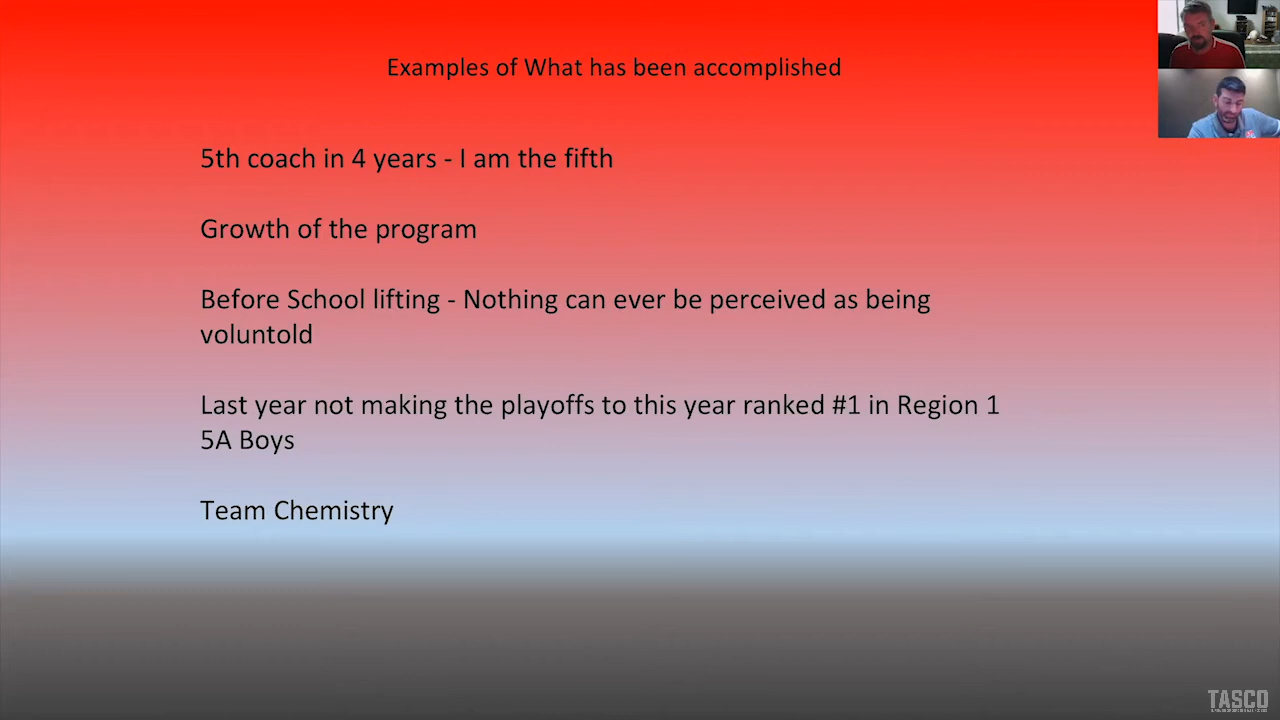 Examples of What has been accomplished
5th coach in 4 years - I am the fifth
Growth of the program
Before School lifting - Nothing can ever be perceived as being
voluntold
Last year not making the playoffs to this year ranked #1 in Region 1
5A Boys
Team Chemistry
TASCO